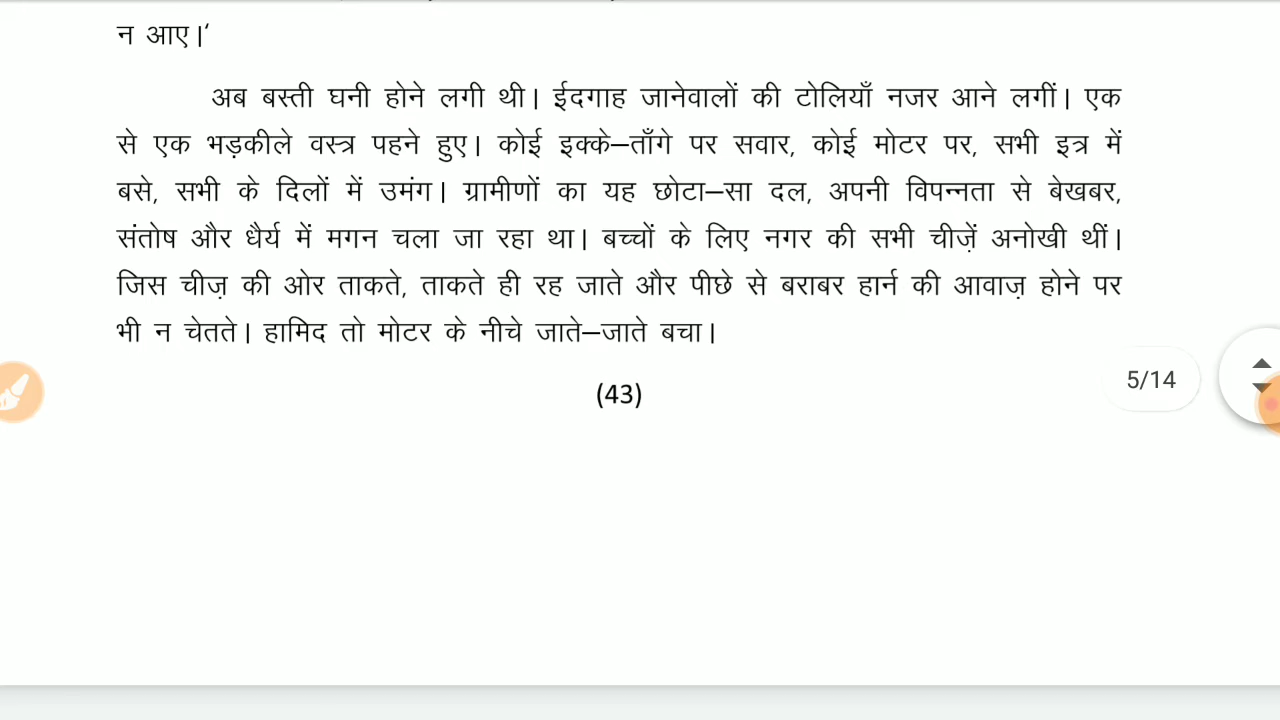 न आए।‘
अब बस्ती घनी होने लगी थी। ईदगाह जानेवालों की टोलियाँ नजर आने लगीं। एक
से एक भड़कीले वस्त्र पहने हुए। कोई इक्के–ताँगे पर सवार, कोई मोटर पर, सभी इत्र में
बसे, सभी के दिलों में उमंग। ग्रामीणों का यह छोटा–सा दल, अपनी विपन्नता से बेखबर,
संतोष और धैर्य में मगन चला जा रहा था। बच्चों के लिए नगर की सभी चीज़ें अनोखी थीं।
जिस चीज़ की ओर ताकते, ताकते ही रह जाते और पीछे से बराबर हार्न की आवाज़ होने पर
भी न चेतते। हामिद तो मोटर के नीचे जाते–जाते बचा।
(43)
5/14